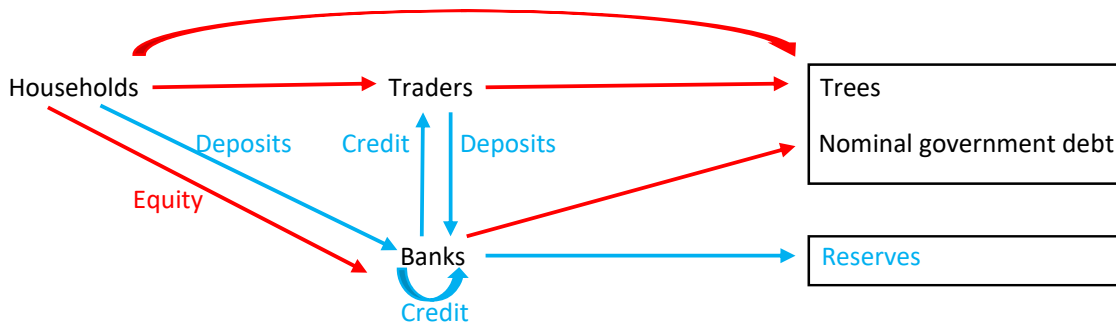 Households
Traders
Trees
Deposits
Credit
Deposits
Nominal government debt
Equity
Banks
Reserves
Credit